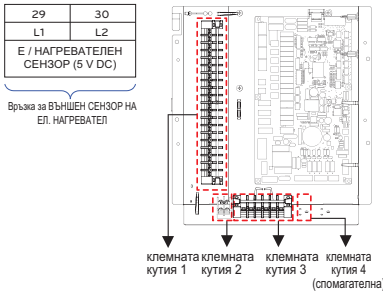 29 30
L1 L2
Е / НАГРЕВАТЕЛЕН
СЕНЗОР (5 V DC)
Връзка за ВЪНШЕН СЕНЗОР НА
ЕЛ. НАГРЕВАТЕЛ
клемната кутия 1
клемната кутия 2
клемната кутия 3
клемната кутия 4
(спомагателна)